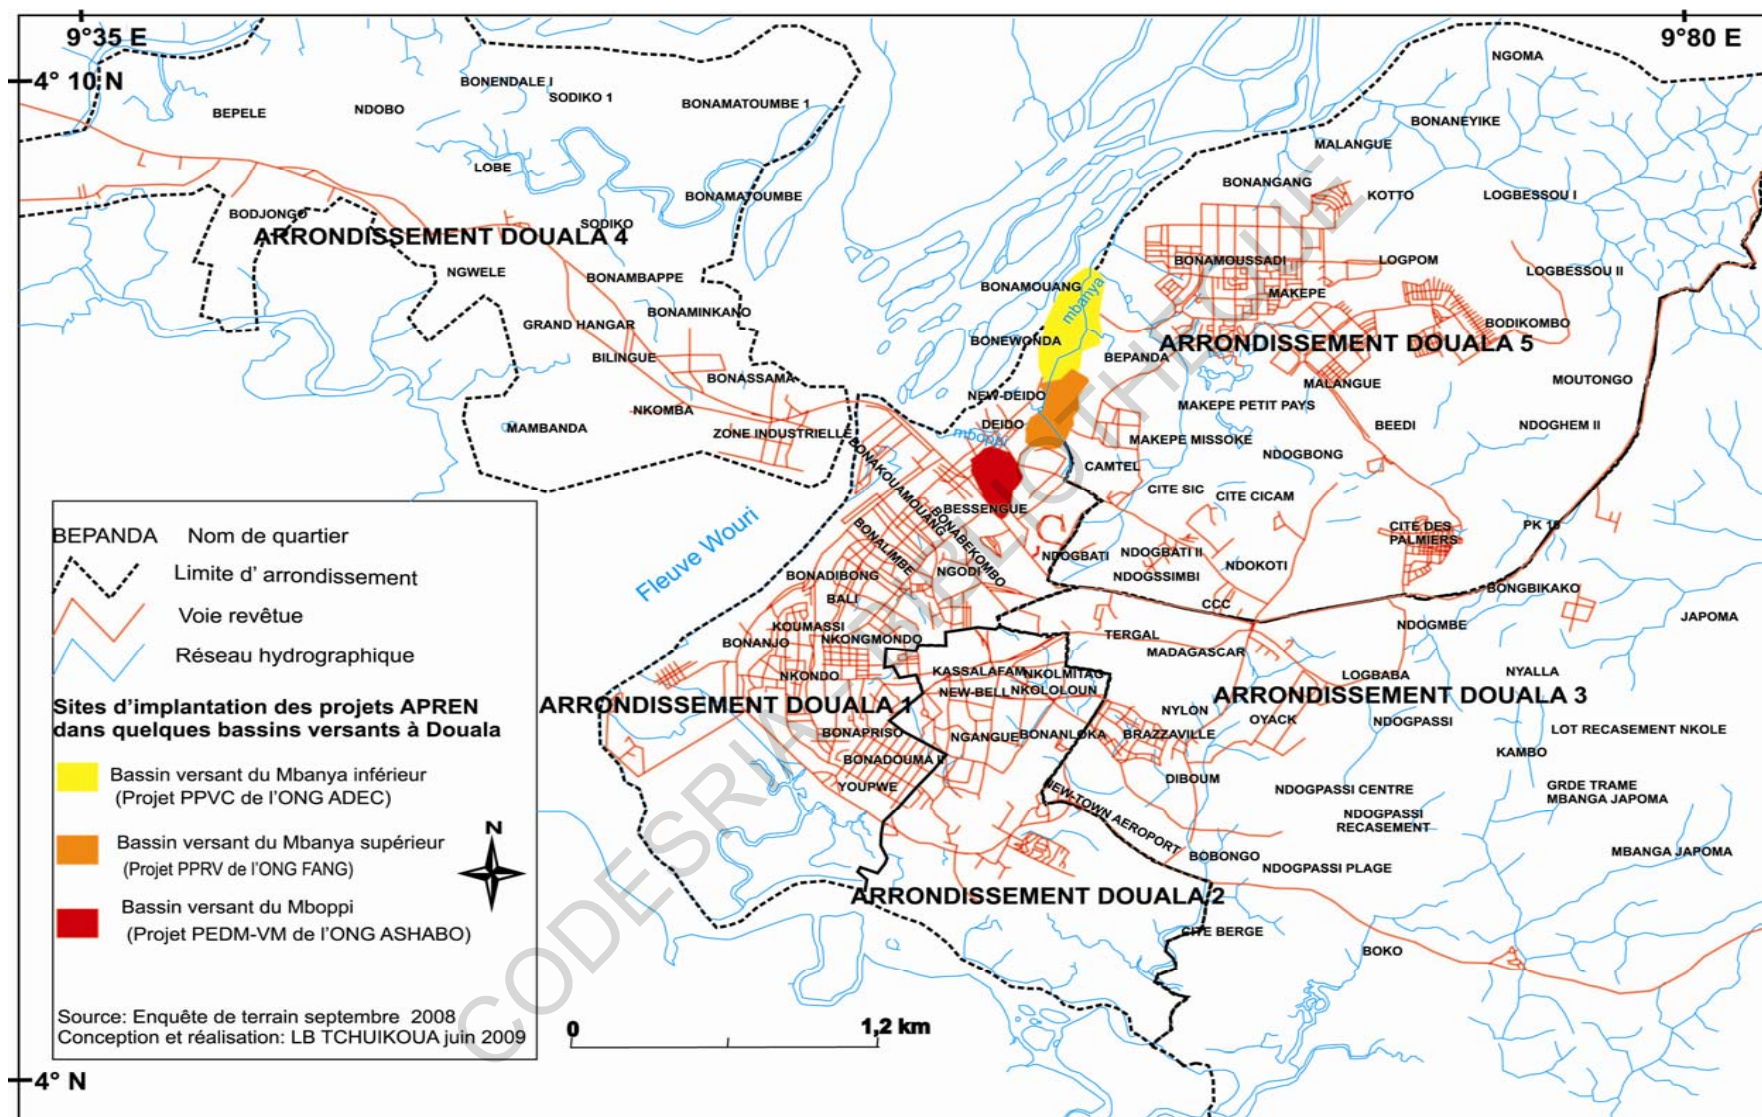 9°35 E
9°80 E
4° 10 N
NGOMA
BONENDALE I
SODIKO 1
BONAMATOUMBE 1
BEPELE
NDOBO
BONANEYIKE
MALANGUE
LOBE
BONANGANG
KOTTO
LOGBESSOU I
BONAMATOUMBE
BODJONGO
SODIKO
ARRONDISSEMENT DOUALA 4
BONAMOUSSADI
LOGPOM
LOGBESSOU II
NGWELE
BONAMBAPPE
BONAMOUANG
mbanya
MAKEPE
BONAMINKANO
GRAND HANGAR
BODIKOMBO
BONEWONDA
ARRONDISSEMENT DOUALA 5
BILINGUE
BEPANDA
BONASSAMA
MALANGUE
MOUTONGO
NEW-DEIDO
NKOMBA
MAKEPE PETIT PAYS
MAMBANDA
ZONE INDUSTRIELLE
DEIDO
mboppi
MAKEPE MISSOKE
BEEDI
NDOGHEM II
NDOGBONG
CAMTEL
BONAKOUAMOUANG
CITE SIC
CITE CICAM
BESSENGUE
BONABEKOMBO
BONALIMBE
CITE DES
PALMIERS
PK 10
Fleuve Wouri
NDOGBATI
NDOGBATI II
NDOKOTI
NGODI
BONADIBONG
NDOGSSIMBI
BONGBIKAKO
BALI
CCC
JAPOMA
KOUMASSI
NDOGMBE
BONANJO
NKONGMONDO
TERGAL
MADAGASCAR
NKONDO
KASSALAFAM
NKOLMITAG
LOGBABA
NYALLA
NEW-BELL
NKOLOLOUN
ARRONDISSEMENT DOUALA 1
ARRONDISSEMENT DOUALA 3
NYLON
OYACK
NDOGPASSI
BONAPRISO
NGANGUE
BONANLOKA
BRAZZAVILLE
LOT RECASEMENT NKOLE
KAMBO
BONADOUMA II
DIBOUM
YOUPWE
NDOGPASSI CENTRE
GRDE TRAME
MBANGA JAPOMA
NEW-TOWN AEROPORT
NDOGPASSI
RECASEMENT
BOBONGO
MBANGA JAPOMA
NDOGPASSI PLAGE
ARRONDISSEMENT DOUALA 2
CITE BERGE
BOKO
BEPANDA Nom de quartier
Limite d' arrondissement
Voie revêtue
Réseau hydrographique
Sites d'implantation des projets APREN
dans quelques bassins versants à Douala
Bassin versant du Mbanya inférieur
(Projet PPVC de l'ONG ADEC)
Bassin versant du Mbanya supérieur
(Projet PPRV de l'ONG FANG)
Bassin versant du Mboppi
(Projet PEDM-VM de l'ONG ASHABO)
N
Source: Enquête de terrain septembre 2008
Conception et réalisation: LB TCHUIKOUA juin 2009
0
1,2 km
4° N
CODESRIA - BIBLIOTHEQUE